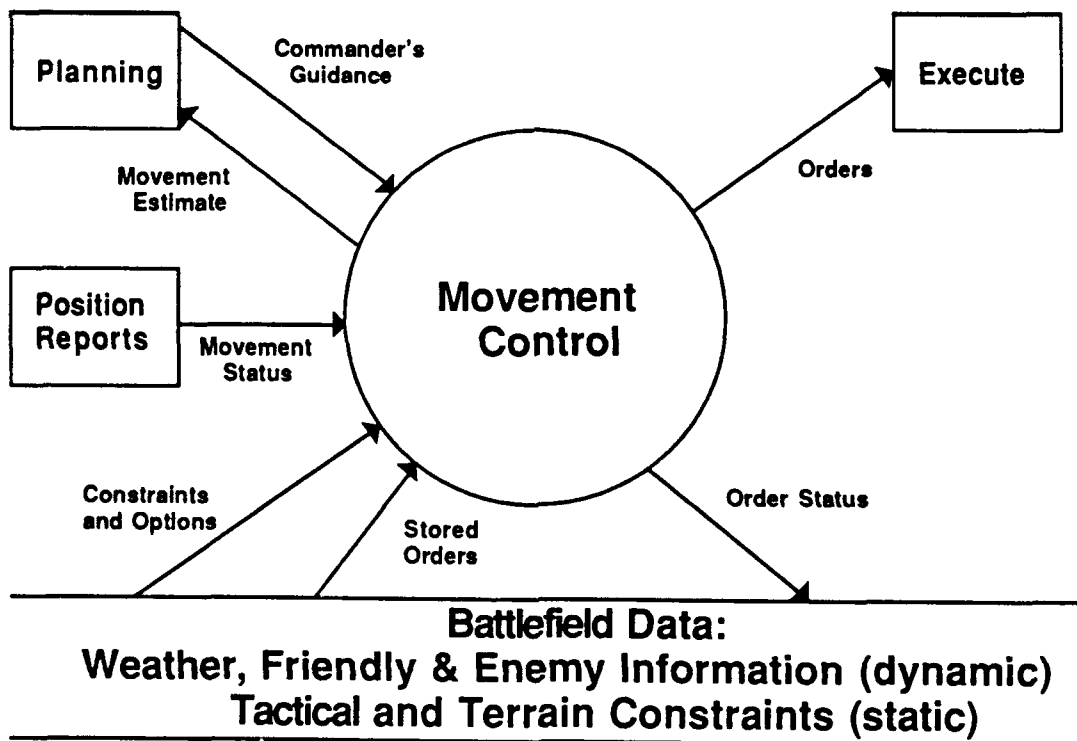 Planning
Commander's
Guidance
Execute
Movement
Estimate
Orders
Position
Reports
Movement
Status
Movement
Control
Constraints
and Options
Stored
Orders
Order Status
Battlefield Data:
Weather, Friendly & Enemy Information (dynamic)
Tactical and Terrain Constraints (static)